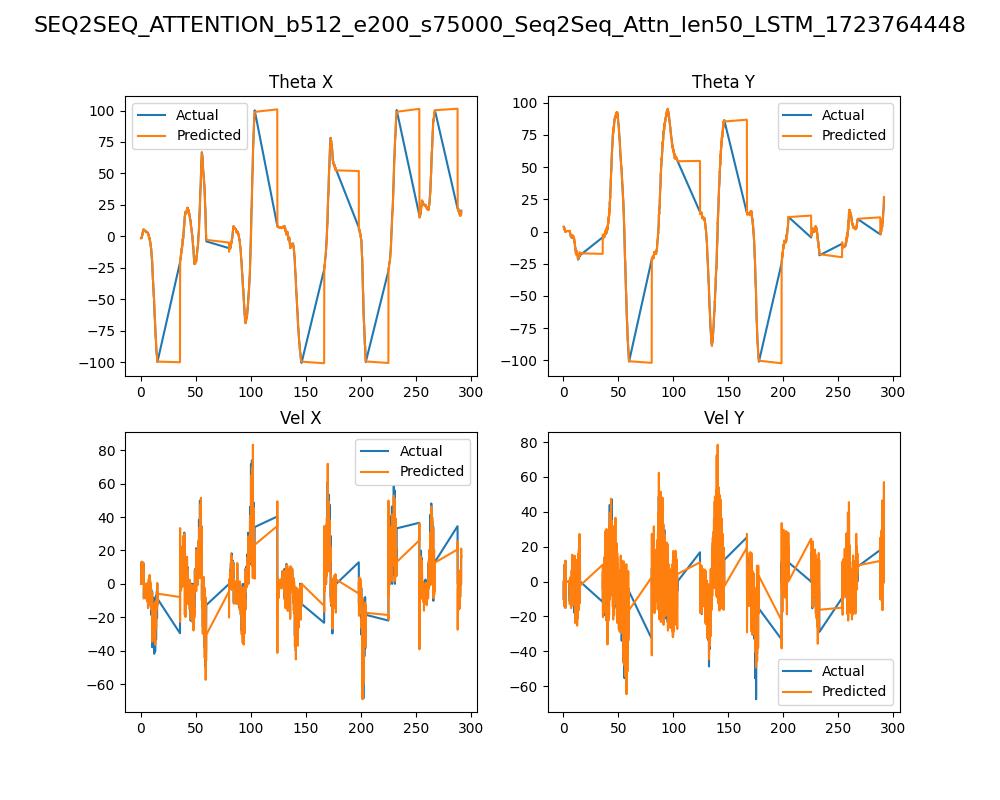 SEQ2SEQ_ATTENTION_b512_e200_s75000_Seq2Seq_Attn_len50_LSTM_1723764448
Theta X
100
75
50
25
0
−25
−50
−75
−100
Actual
Predicted
0 50 100 150 200 250 300
Theta Y
100
75
50
25
0
−25
−50
−75
−100
Actual
Predicted
0 50 100 150 200 250 300
Vel X
80
60
40
20
0
−20
−40
−60
Actual
Predicted
0 50 100 150 200 250 300
Vel Y
80
60
40
20
0
−20
−40
−60
Actual
Predicted
0 50 100 150 200 250 300